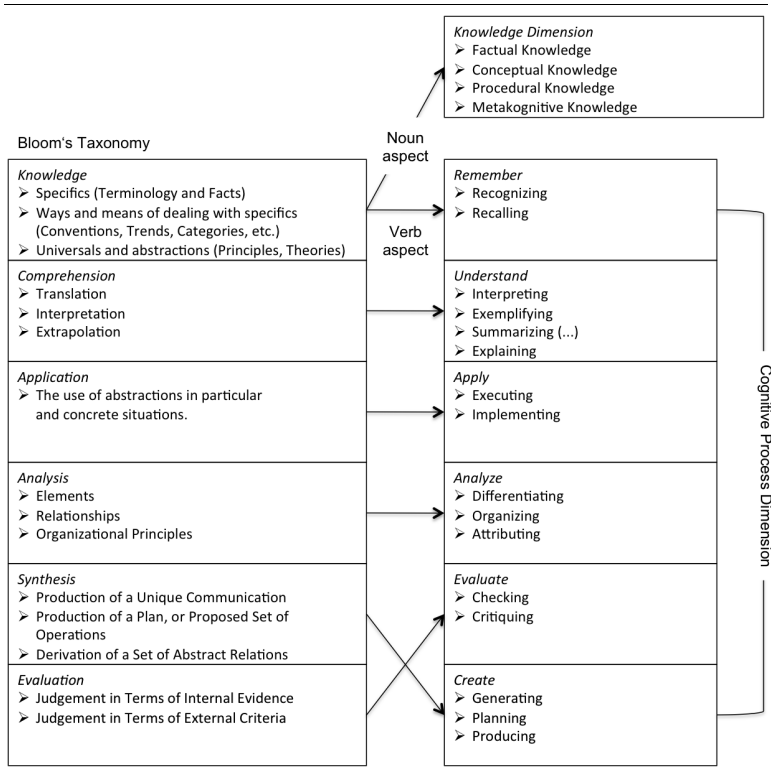 Knowledge Dimension
➢ Factual Knowledge
➢ Conceptual Knowledge
➢ Procedural Knowledge
➢ Metakognitive Knowledge
Bloom‘s Taxonomy
Noun
aspect
Verb
aspect
Knowledge
➢ Specifics (Terminology and Facts)
➢ Ways and means of dealing with specifics
(Conventions, Trends, Categories, etc.)
➢ Universals and abstractions (Principles, Theories)
Comprehension
➢ Translation
➢ Interpretation
➢ Extrapolation
Application
➢ The use of abstractions in particular
and concrete situations.
Analysis
➢ Elements
➢ Relationships
➢ Organizational Principles
Synthesis
➢ Production of a Unique Communication
➢ Production of a Plan, or Proposed Set of
Operations
➢ Derivation of a Set of Abstract Relations
Evaluation
➢ Judgement in Terms of Internal Evidence
➢ Judgement in Terms of External Criteria
Remember
➢ Recognizing
➢ Recalling
Understand
➢ Interpreting
➢ Exemplifying
➢ Summarizing (...)
➢ Explaining
Apply
➢ Executing
➢ Implementing
Analyze
➢ Differentiating
➢ Organizing
➢ Attributing
Evaluate
➢ Checking
➢ Critiquing
Create
➢ Generating
➢ Planning
➢ Producing
Cognitive Process Dimension